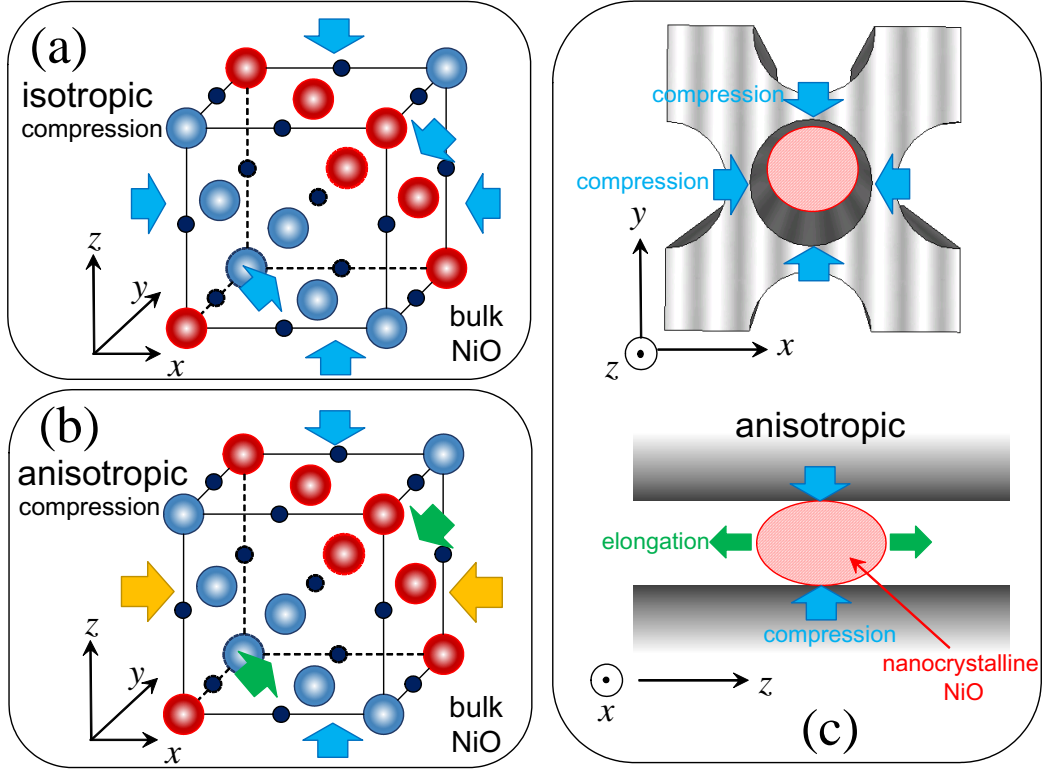 (a)
isotropic
compression
z
y
x
bulk
NiO
(b)
anisotropic
compression
z
y
x
bulk
NiO
compression
compression
y
z
x
anisotropic
elongation
compression
nanocrystalline
NiO
x
z
(c)